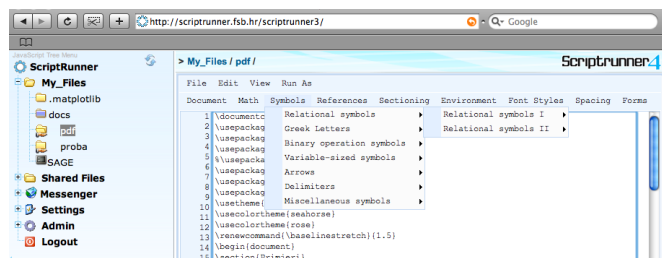 http://scriptrunner.fsb.hr/scriptrunner3/
Google
JavaScript Tree Menu
ScriptRunner
My_Files
.matplotlib
docs
pdf
proba
SAGE
Shared Files
Messenger
Settings
Admin
Logout
> My_Files / pdf /
Scriptrunner4
File Edit View Run As
Document Math Symbols References Sectioning Environment Font Styles Spacing Forms
Relational symbols
Greek Letters
Binary operation symbols
Variable-sized symbols
Arrows
Delimiters
Miscellaneous symbols
Relational symbols I
Relational symbols II
1 \documentc
2 \usepackag
3 \usepackag
4 \usepackag
5 %\usepacka
6 \usepackag
7 \usepackag
8 \usepackag
9 \usepackag
10 \usetheme{
11 \usecolortheme{seahorse}
12 \usecolortheme{rose}
13 \renewcommand{\baselinestretch}{1.5}
14 \begin{document}
15 \section{Primjeri}